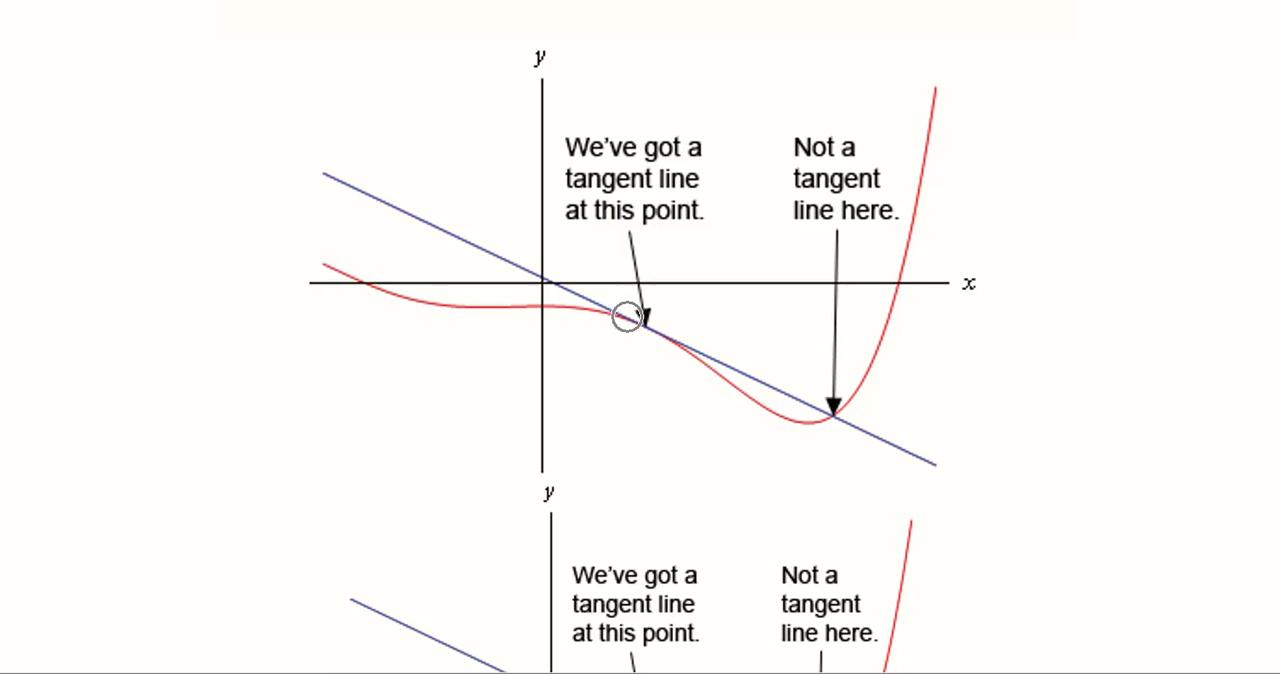 y
We've got a
tangent line
at this point.
Not a
tangent
line here.
x
y
We've got a
tangent line
at this point.
Not a
tangent
line here.